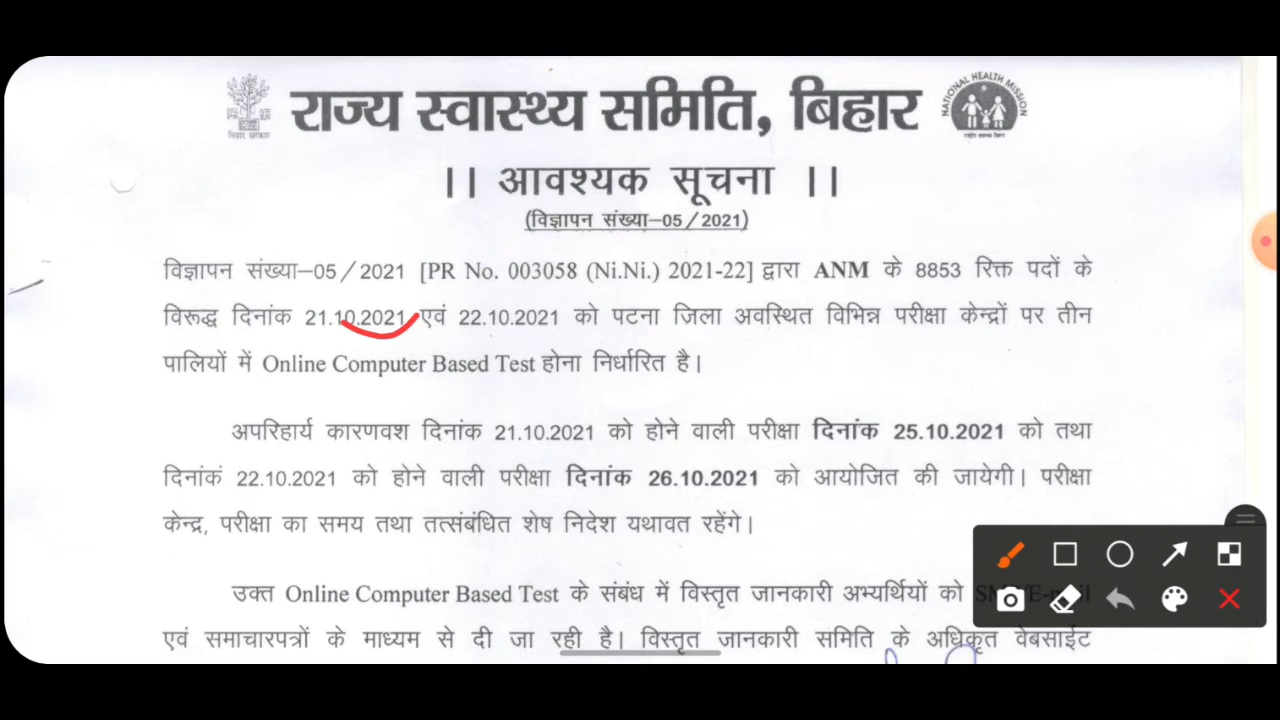 राज्य स्वास्थ्य समिति, बिहार
NATIONAL HEALTH MISSION
।। आवश्यक सूचना ।।
(विज्ञापन संख्या–05/2021)
विज्ञापन संख्या–05/2021 [PR No. 003058 (Ni.Ni.) 2021-22] द्वारा ANM के 8853 रिक्त पदों के
विरूद्ध दिनांक 21.10.2021 एवं 22.10.2021 को पटना जिला अवस्थित विभिन्न परीक्षा केन्द्रों पर तीन
पालियों में Online Computer Based Test होना निर्धारित है।
अपरिहार्य कारणवश दिनांक 21.10.2021 को होने वाली परीक्षा दिनांक 25.10.2021 को तथा
दिनांकं 22.10.2021 को होने वाली परीक्षा दिनांक 26.10.2021 को आयोजित की जायेगी। परीक्षा
केन्द्र, परीक्षा का समय तथा तत्संबंधित शेष निदेश यथावत रहेंगे।
उक्त Online Computer Based Test के संबंध में विस्तृत जानकारी अभ्यर्थियों को
एवं समाचारपत्रों के माध्यम से दी जा रही है। विस्तृत जानकारी समिति के अधिकृत वेबसाईट